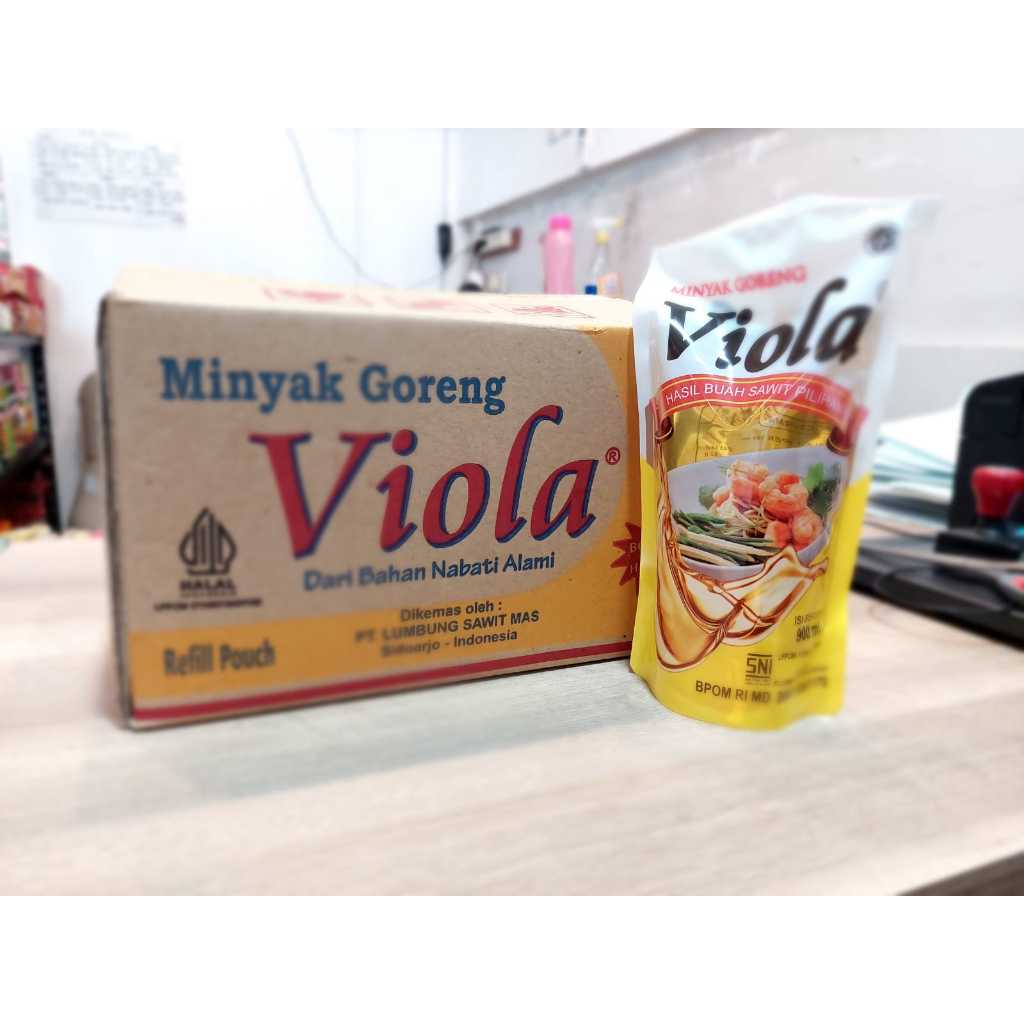 Minyak Goreng
Viola®
Dari Bahan Nabati Alami
HALAL
Dikemas oleh :
PT LUMBUNG SAWIT MAS
Sidoarjo - Indonesia
Refill Pouch
MINYAK GORENG
Viola
HASIL BUAH SAWIT
900
SNI
BPOM RI MD